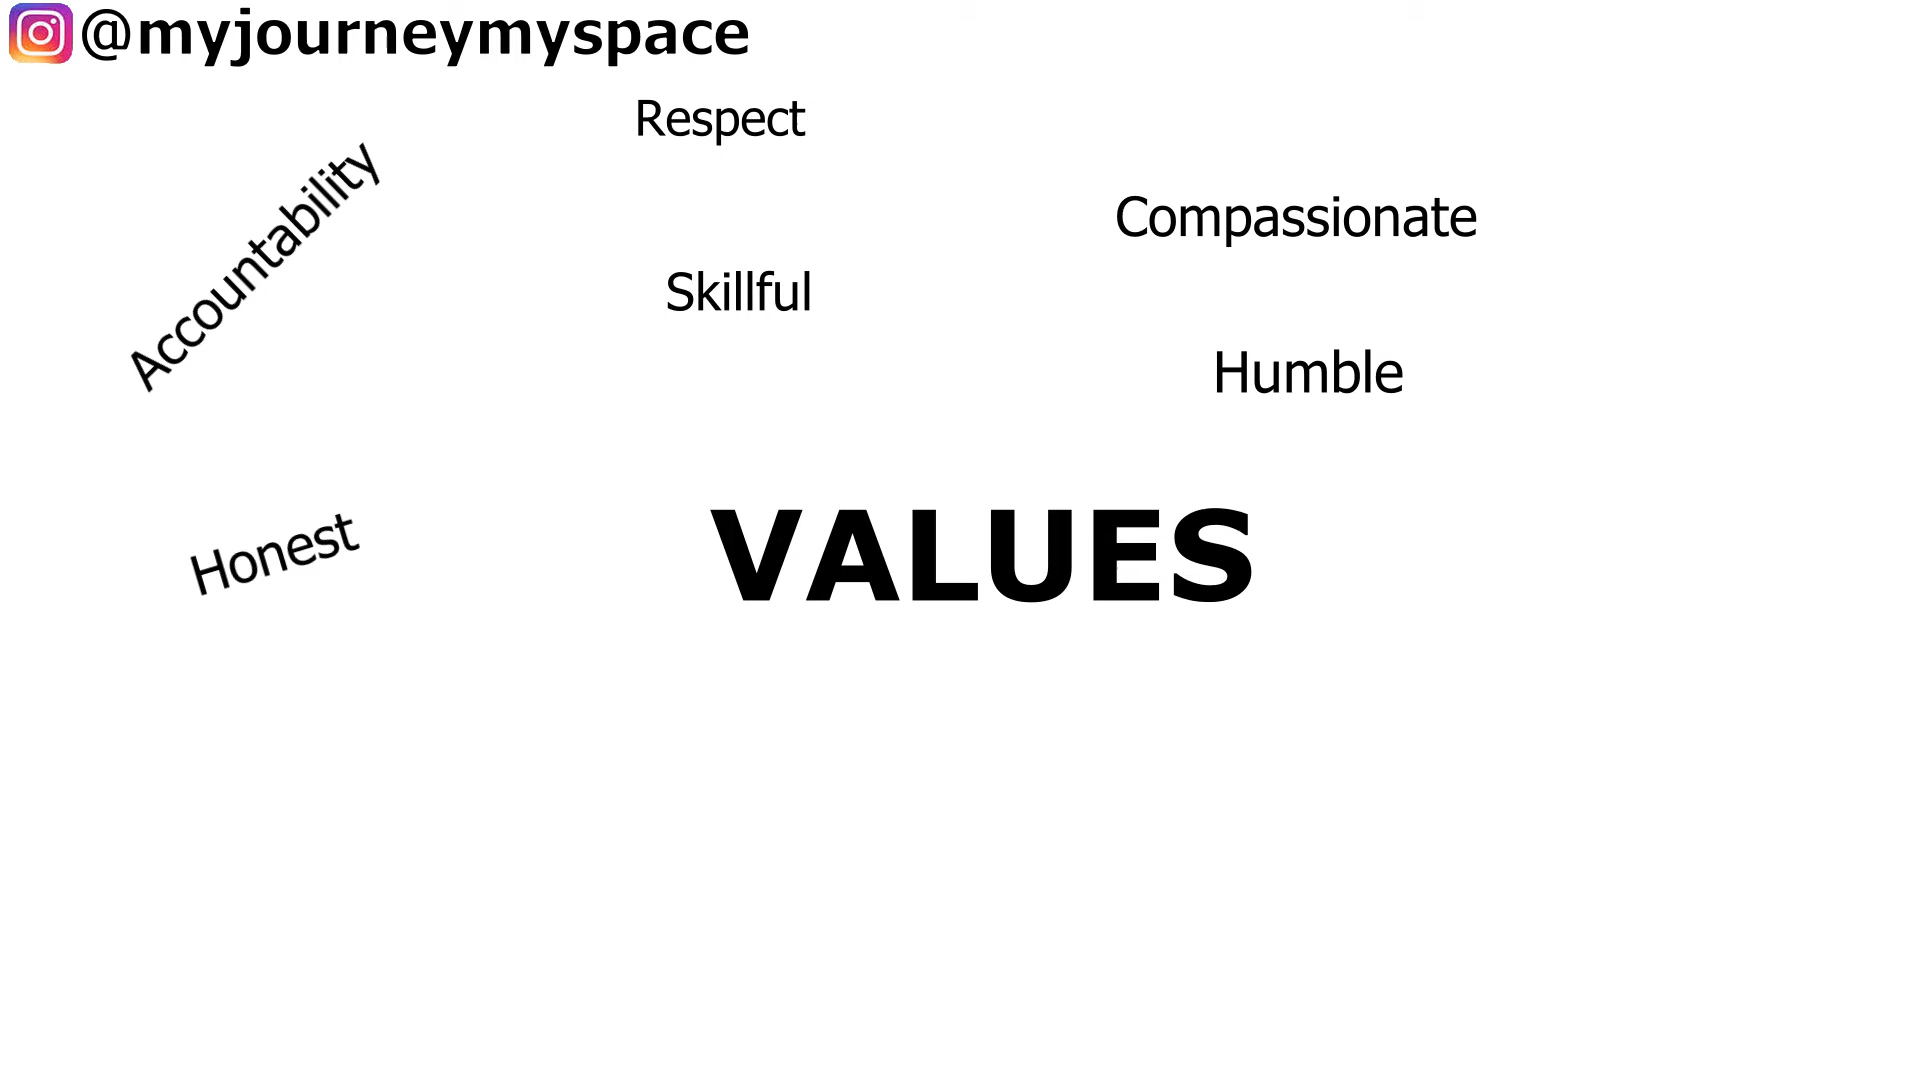 @myjourneymyspace
Respect
Accountability
Compassionate
Skillful
Humble
Honest
VALUES